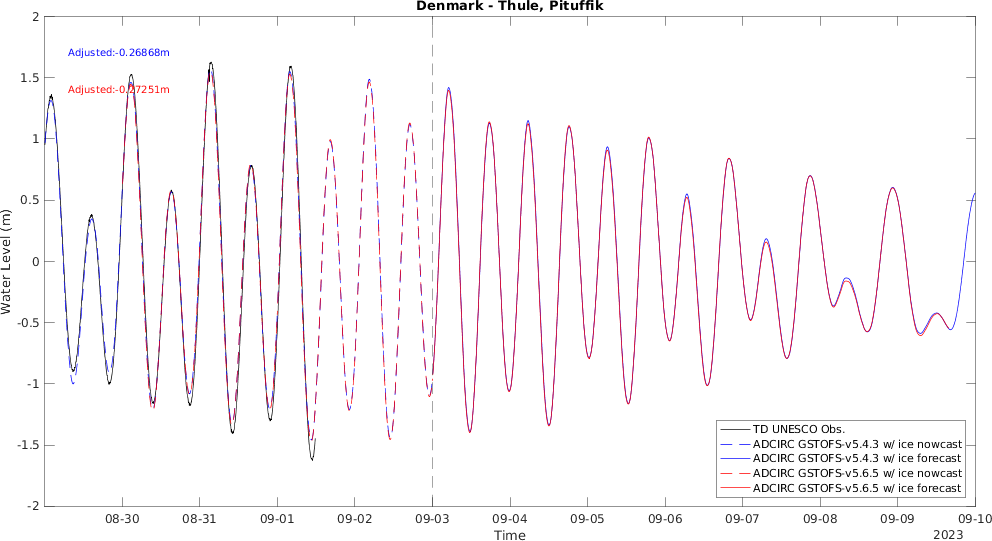 Denmark - Thule, Pituffik
Adjusted:-0.26868m
Adjusted:-0.27251m
Water Level (m)
2
1.5
1
0.5
0
-0.5
-1
-1.5
-2
TD UNESCO Obs.
ADCIRC GSTOFS-v5.4.3 w/ ice nowcast
ADCIRC GSTOFS-v5.4.3 w/ ice forecast
ADCIRC GSTOFS-v5.6.5 w/ ice nowcast
ADCIRC GSTOFS-v5.6.5 w/ ice forecast
08-30 08-31 09-01 09-02 09-03 09-04 09-05 09-06 09-07 09-08 09-09 09-10
Time
2023